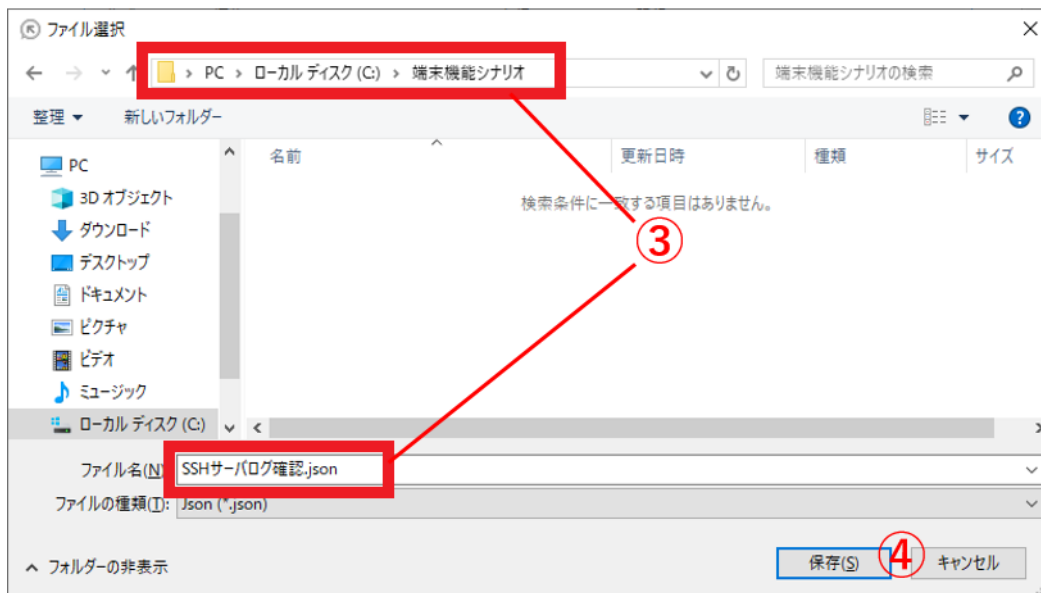 ファイル選択
PC > ローカル ディスク (C:) > 端末機能シナリオ
端末機能シナリオの検索
整理
新しいフォルダー
名前
更新日時
種類
サイズ
検索条件に一致する項目はありません。
PC
3D オブジェクト
ダウンロード
デスクトップ
ドキュメント
ピクチャ
ビデオ
ミュージック
ローカル ディスク (C:)
③
ファイル名(N)
SSHサーバログ確認.json
ファイルの種類(T):
Json (*.json)
フォルダーの非表示
保存(S)
④
キャンセル